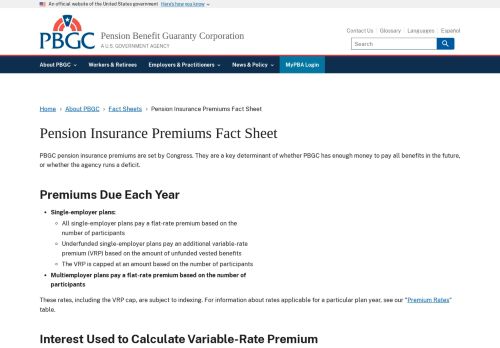 An official website of the United States government Here's how you know
PBGC
Pension Benefit Guaranty Corporation
A U.S. GOVERNMENT AGENCY
Contact Us Glossary Languages Español
Search
About PBGC Workers & Retirees Employers & Practitioners News & Policy MyPBA Login
Home › About PBGC › Fact Sheets › Pension Insurance Premiums Fact Sheet
Pension Insurance Premiums Fact Sheet
PBGC pension insurance premiums are set by Congress. They are a key determinant of whether PBGC has enough money to pay all benefits in the future,
or whether the agency runs a deficit.
Premiums Due Each Year
• Single-employer plans:
All single-employer plans pay a flat-rate premium based on the
number of participants
Underfunded single-employer plans pay an additional variable-rate
premium (VRP) based on the amount of unfunded vested benefits
The VRP is capped at an amount based on the number of participants
• Multiemployer plans pay a flat-rate premium based on the number of
participants
These rates, including the VRP cap, are subject to indexing. For information about rates applicable for a particular plan year, see our "Premium Rates"
table.
Interest Used to Calculate Variable-Rate Premium